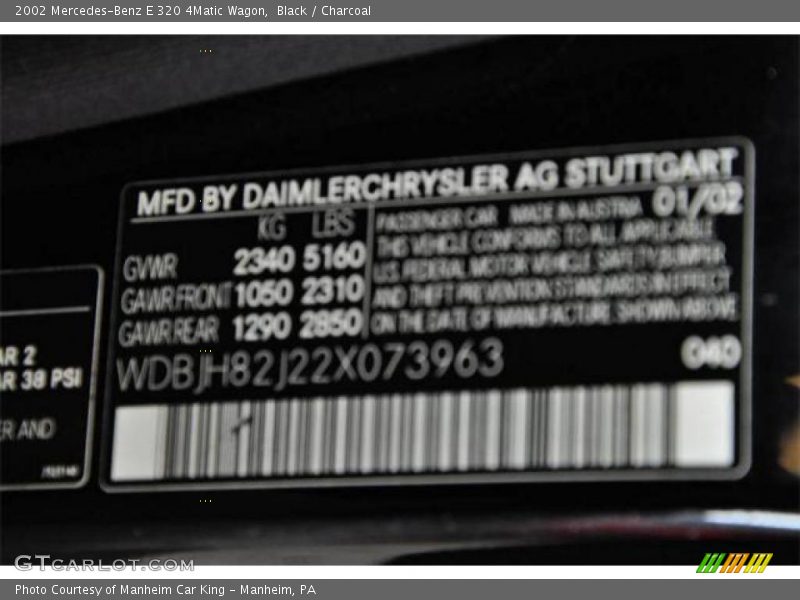 2002 Mercedes-Benz E 320 4Matic Wagon, Black / Charcoal
MFD BY DAIMLERCHRYSLER AG STUTTGART
KG LBS
GVWR 2340 5160
GAWR FRONT 1050 2310
GAWR REAR 1290 2850
PASSENGER CAR MADE IN AUSTRIA 01/02
THIS VEHICLE CONFORMS TO ALL APPLICABLE
U.S. FEDERAL MOTOR VEHICLE SAFETY, BUMPER
AND THEFT PREVENTION STANDARDS IN EFFECT
ON THE DATE OF MANUFACTURE SHOWN ABOVE
WDBJH82J22X073963 040
AR 2
AR 38 PSI
ER AND
GTcarlot.com
Photo Courtesy of Manheim Car King - Manheim, PA